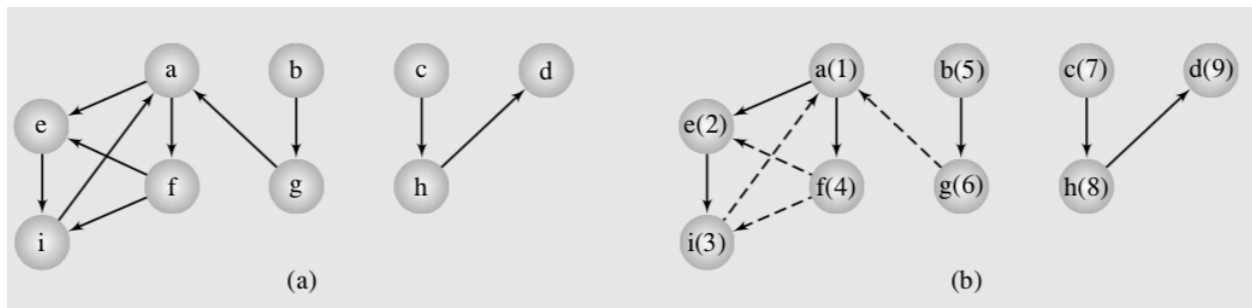 a b c d
e
f g h
i
(a)
a(1) b(5) c(7) d(9)
e(2)
f(4) g(6) h(8)
i(3)
(b)